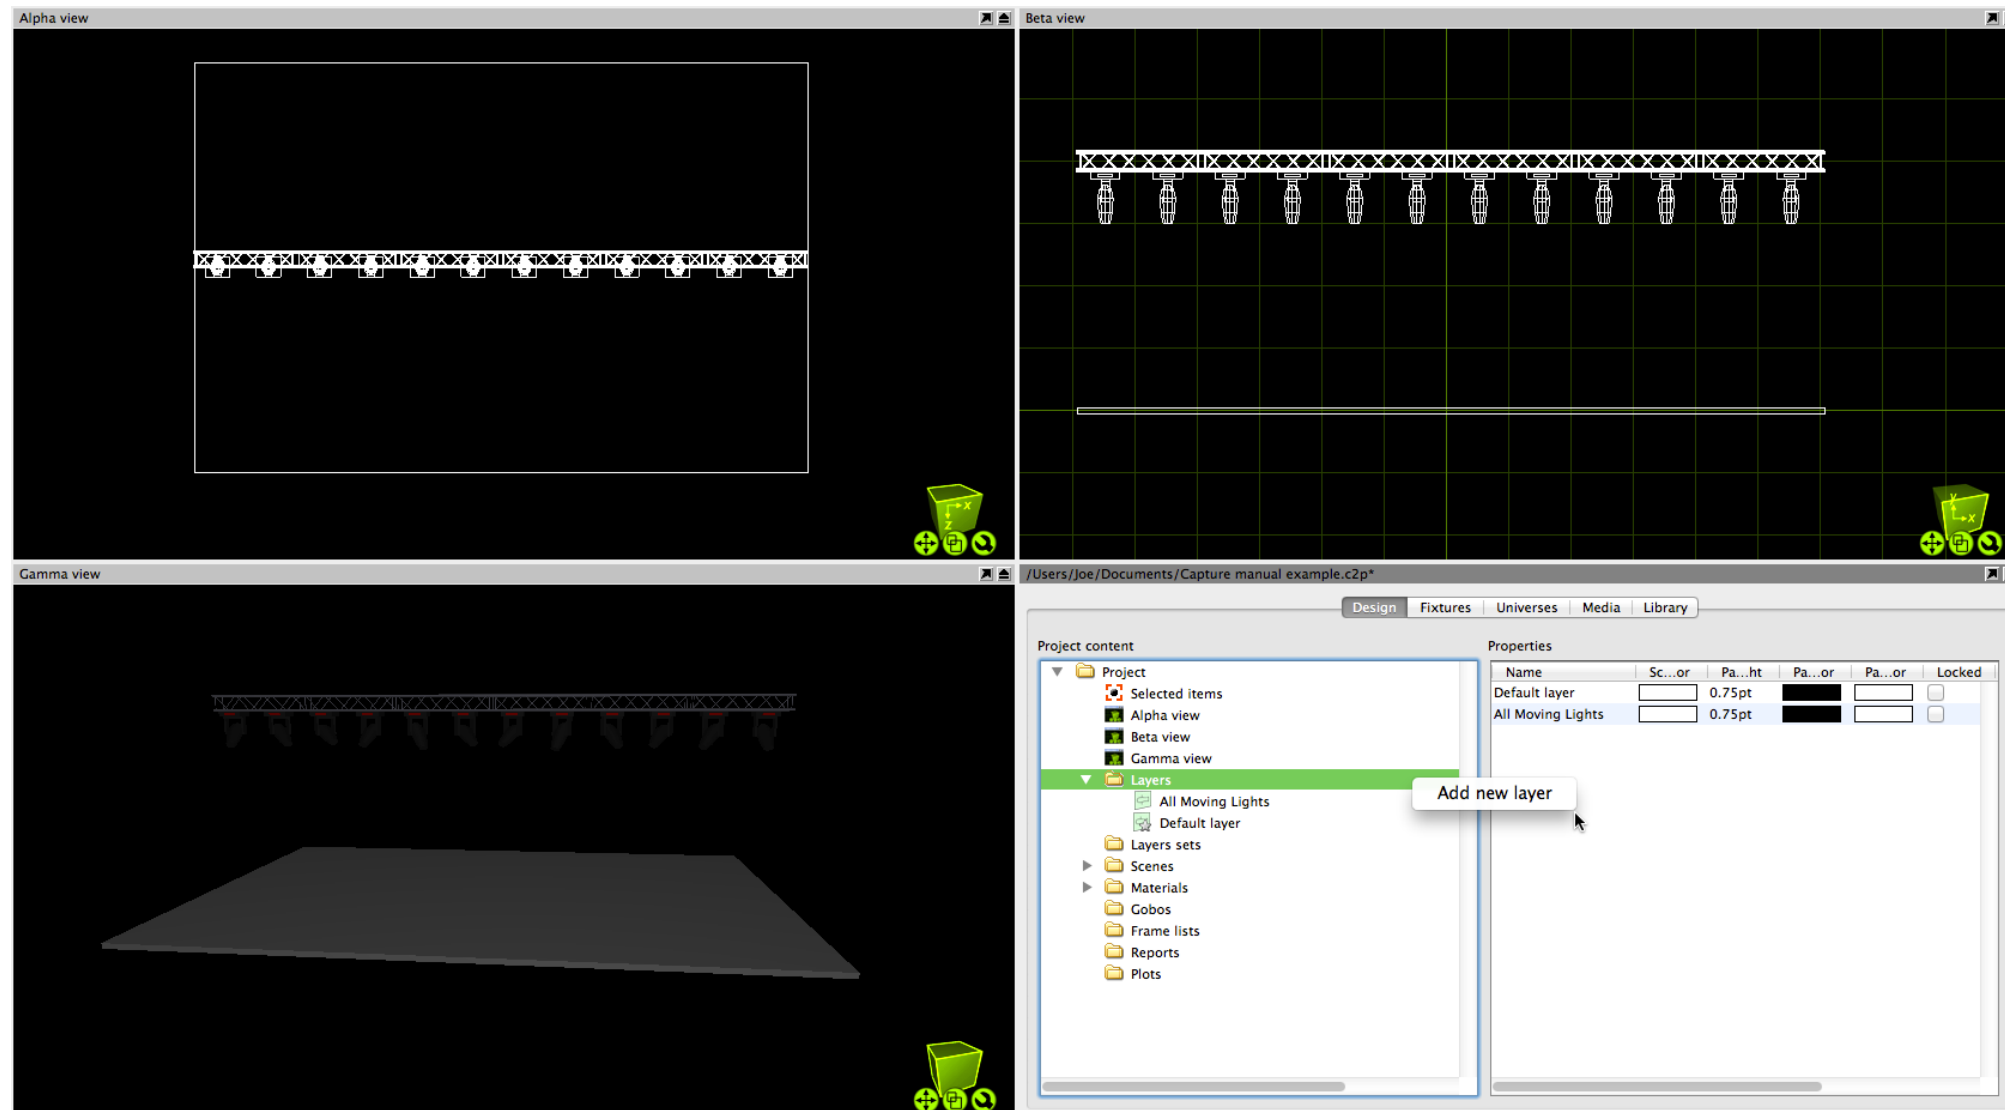 Alpha view
Beta view
X
Z
y
x
Gamma view
/Users/Joe/Documents/Capture manual example.c2p*
Design Fixtures Universes Media Library
Project content
Project
Selected items
Alpha view
Beta view
Gamma view
Layers
All Moving Lights
Default layer
Layers sets
Scenes
Materials
Gobos
Frame lists
Reports
Plots
Add new layer
Properties
Name Sc...or Pa...ht Pa...or Pa...or Locked
Default layer 0.75pt
All Moving Lights 0.75pt